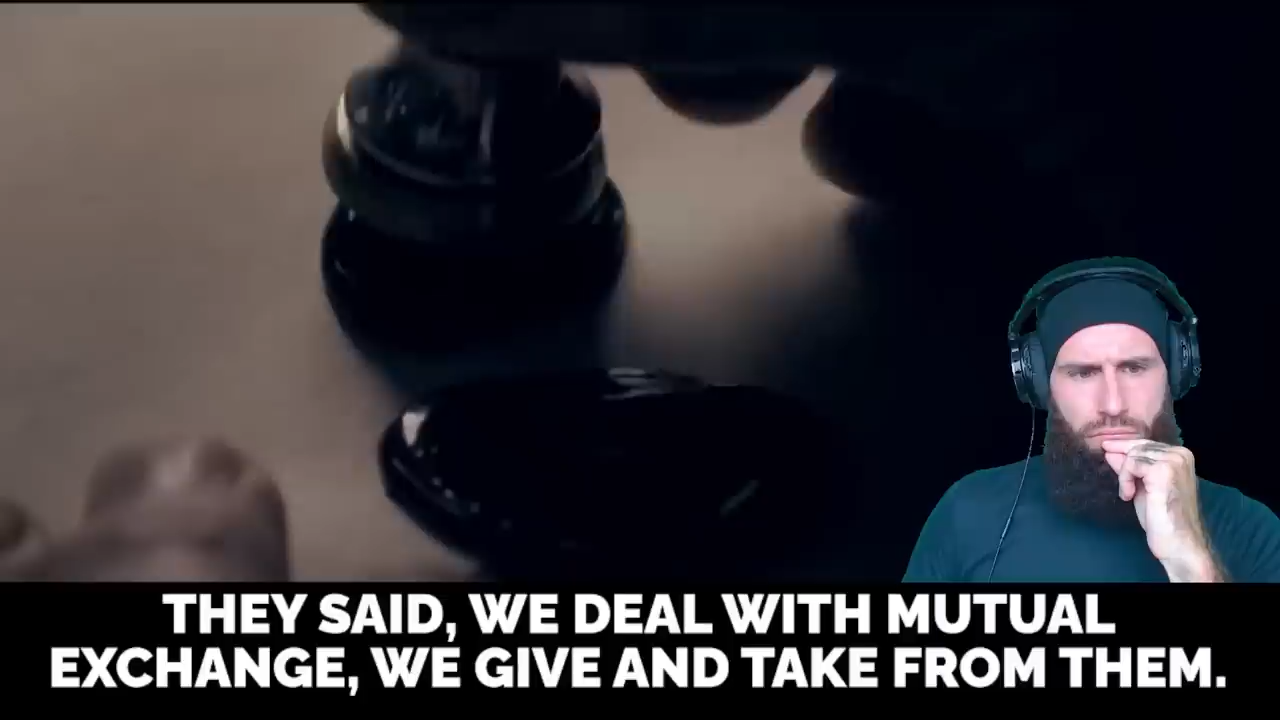 THEY SAID, WE DEAL WITH MUTUAL
EXCHANGE, WE GIVE AND TAKE FROM THEM.